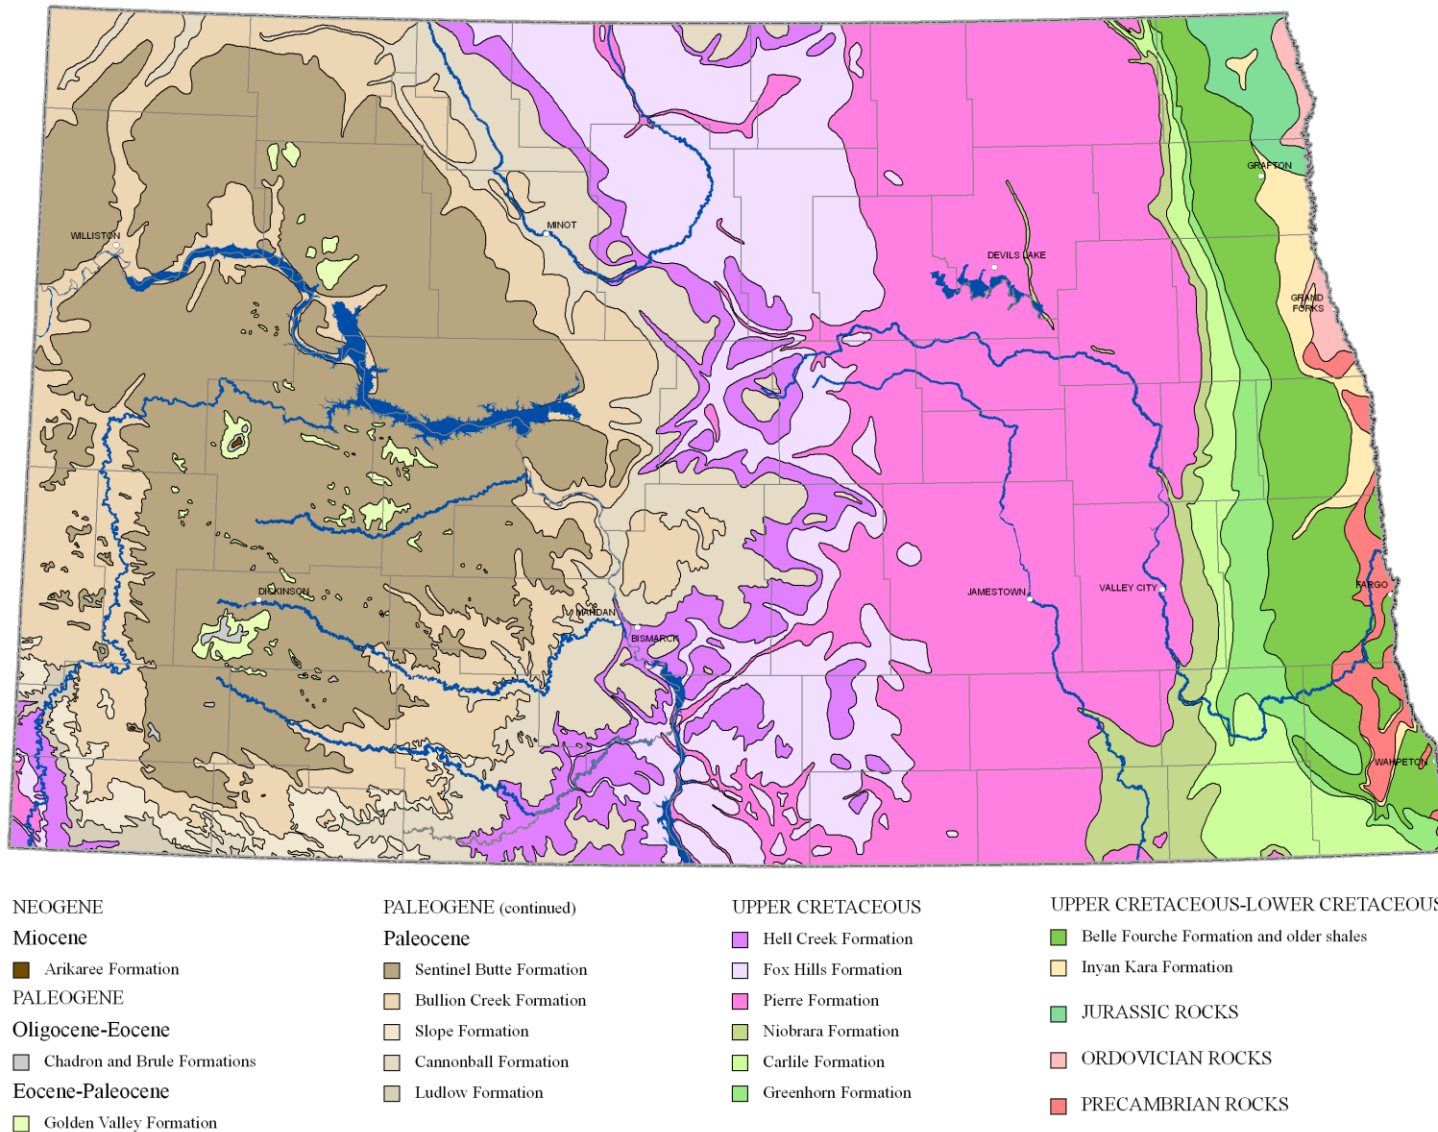 GRAFTON
WILLISTON
MINOT
DEVILS LAKE
GRAND
FORKS
DICKINSON
MANDAN
BISMARCK
JAMESTOWN
VALLEY CITY
FARGO
WAHPETON
NEOGENE
Miocene
Arikaree Formation
PALEOGENE
Oligocene-Eocene
Chadron and Brule Formations
Eocene-Paleocene
Golden Valley Formation
PALEOGENE (continued)
Paleocene
Sentinel Butte Formation
Bullion Creek Formation
Slope Formation
Cannonball Formation
Ludlow Formation
UPPER CRETACEOUS
Hell Creek Formation
Fox Hills Formation
Pierre Formation
Niobrara Formation
Carlile Formation
Greenhorn Formation
UPPER CRETACEOUS-LOWER CRETACEOUS
Belle Fourche Formation and older shales
Inyan Kara Formation
JURASSIC ROCKS
ORDOVICIAN ROCKS
PRECAMBRIAN ROCKS